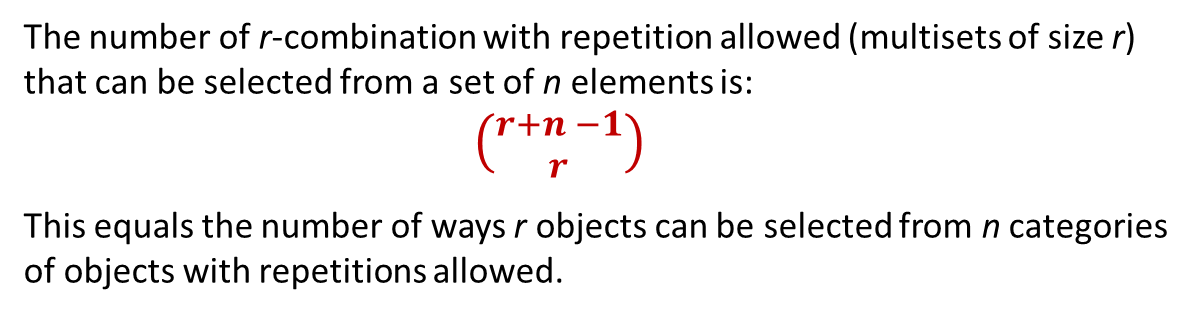 The number of r-combination with repetition allowed (multisets of size r)
that can be selected from a set of n elements is:
(r+n −1
r)
This equals the number of ways r objects can be selected from n categories
of objects with repetitions allowed.